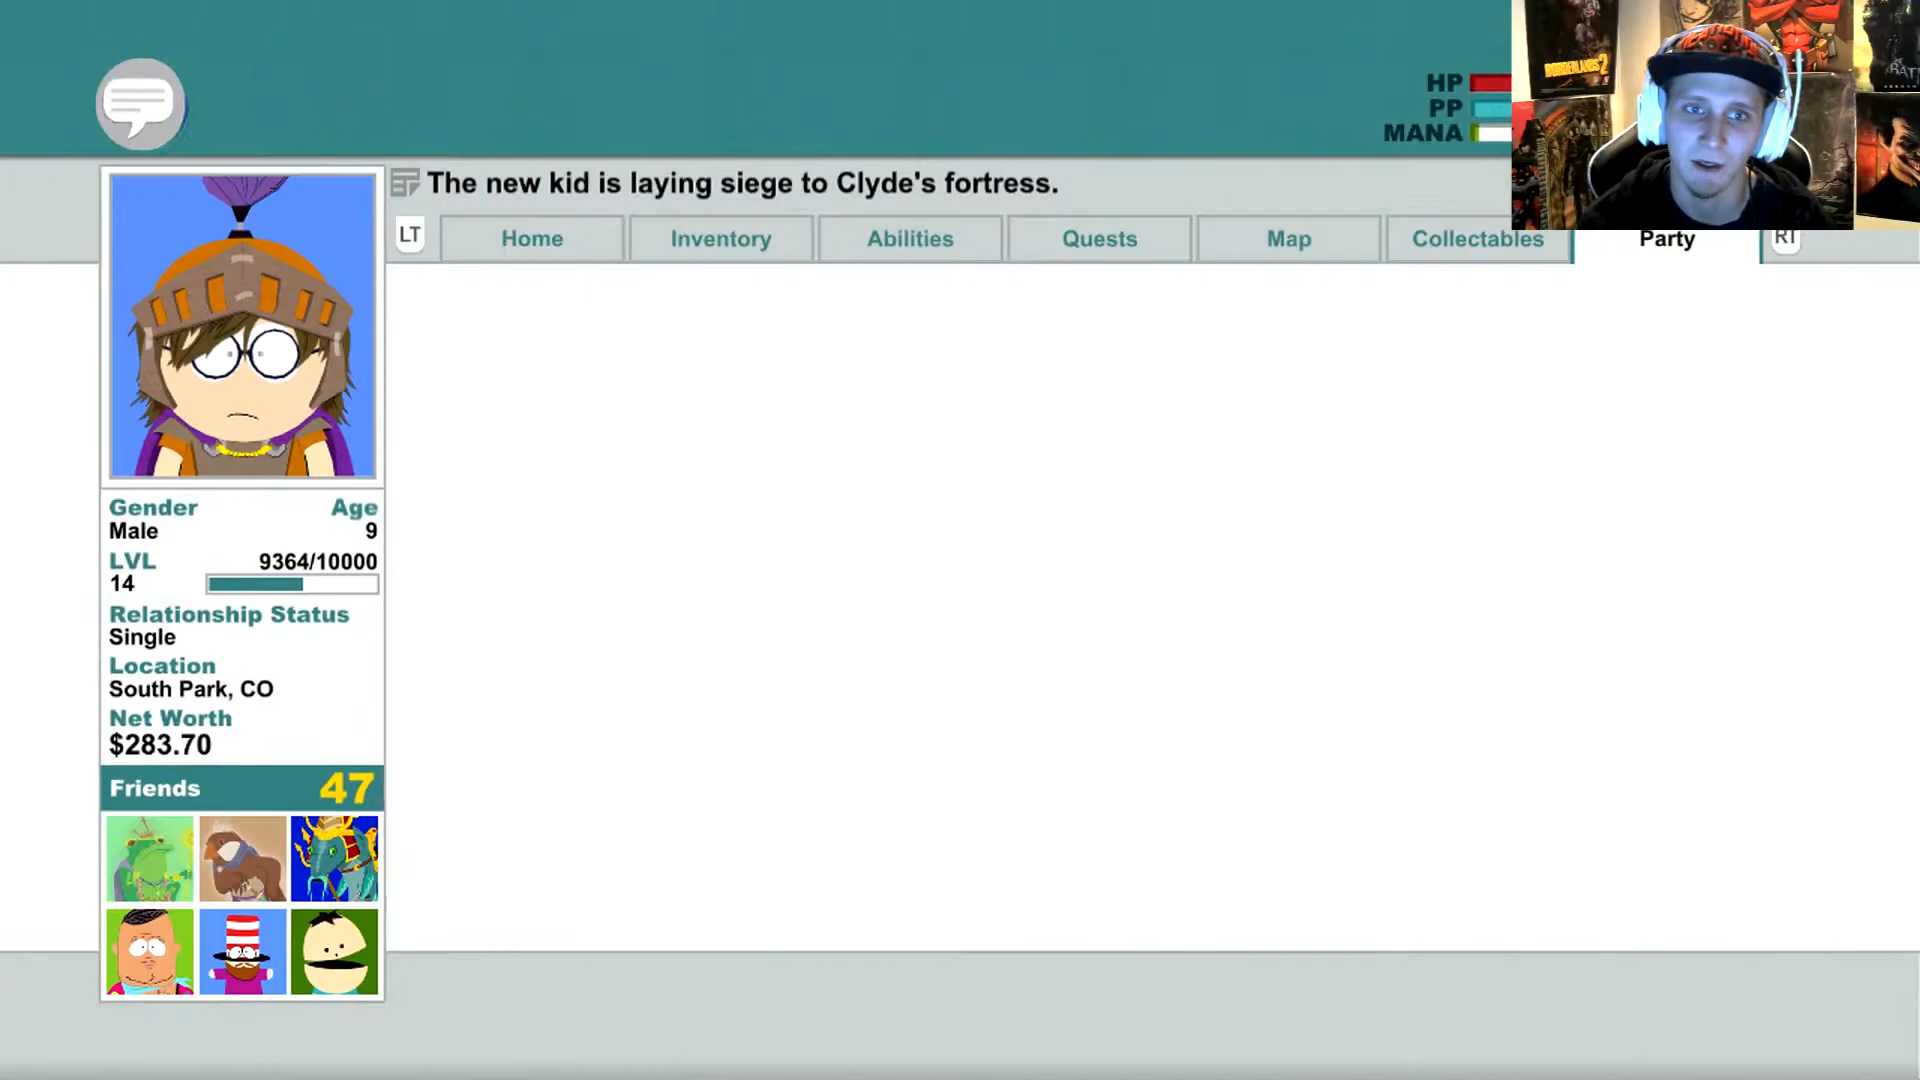 HP
PP
MANA
BORDERLANDS 2
The new kid is laying siege to Clyde's fortress.
LT
Home
Inventory
Abilities
Quests
Map
Collectables
Party
RT
Gender Age
Male 9
LVL 9364/10000
14
Relationship Status
Single
Location
South Park, CO
Net Worth
$283.70
Friends 47